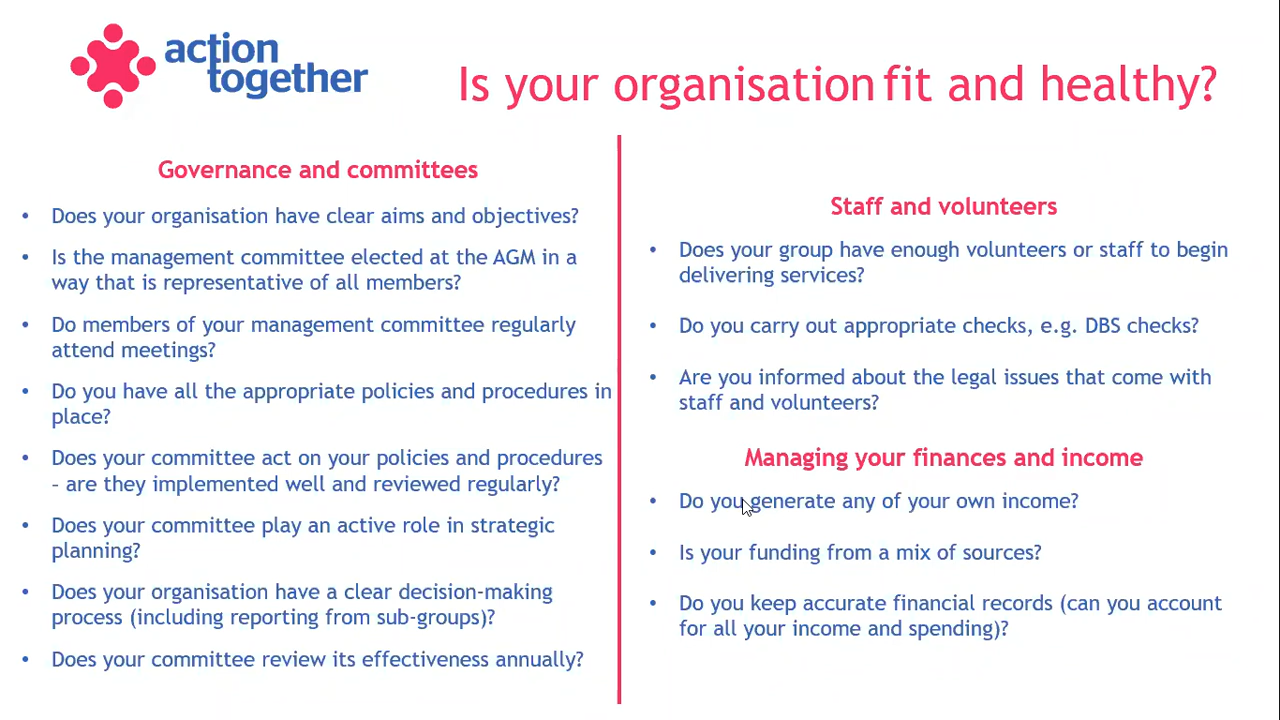 action
together
Is your organisation fit and healthy?
Governance and committees
• Does your organisation have clear aims and objectives?
• Is the management committee elected at the AGM in a
way that is representative of all members?
• Do members of your management committee regularly
attend meetings?
• Do you have all the appropriate policies and procedures in
place?
• Does your committee act on your policies and procedures
– are they implemented well and reviewed regularly?
• Does your committee play an active role in strategic
planning?
• Does your organisation have a clear decision-making
process (including reporting from sub-groups)?
• Does your committee review its effectiveness annually?
Staff and volunteers
• Does your group have enough volunteers or staff to begin
delivering services?
• Do you carry out appropriate checks, e.g. DBS checks?
• Are you informed about the legal issues that come with
staff and volunteers?
Managing your finances and income
• Do you generate any of your own income?
• Is your funding from a mix of sources?
• Do you keep accurate financial records (can you account
for all your income and spending)?